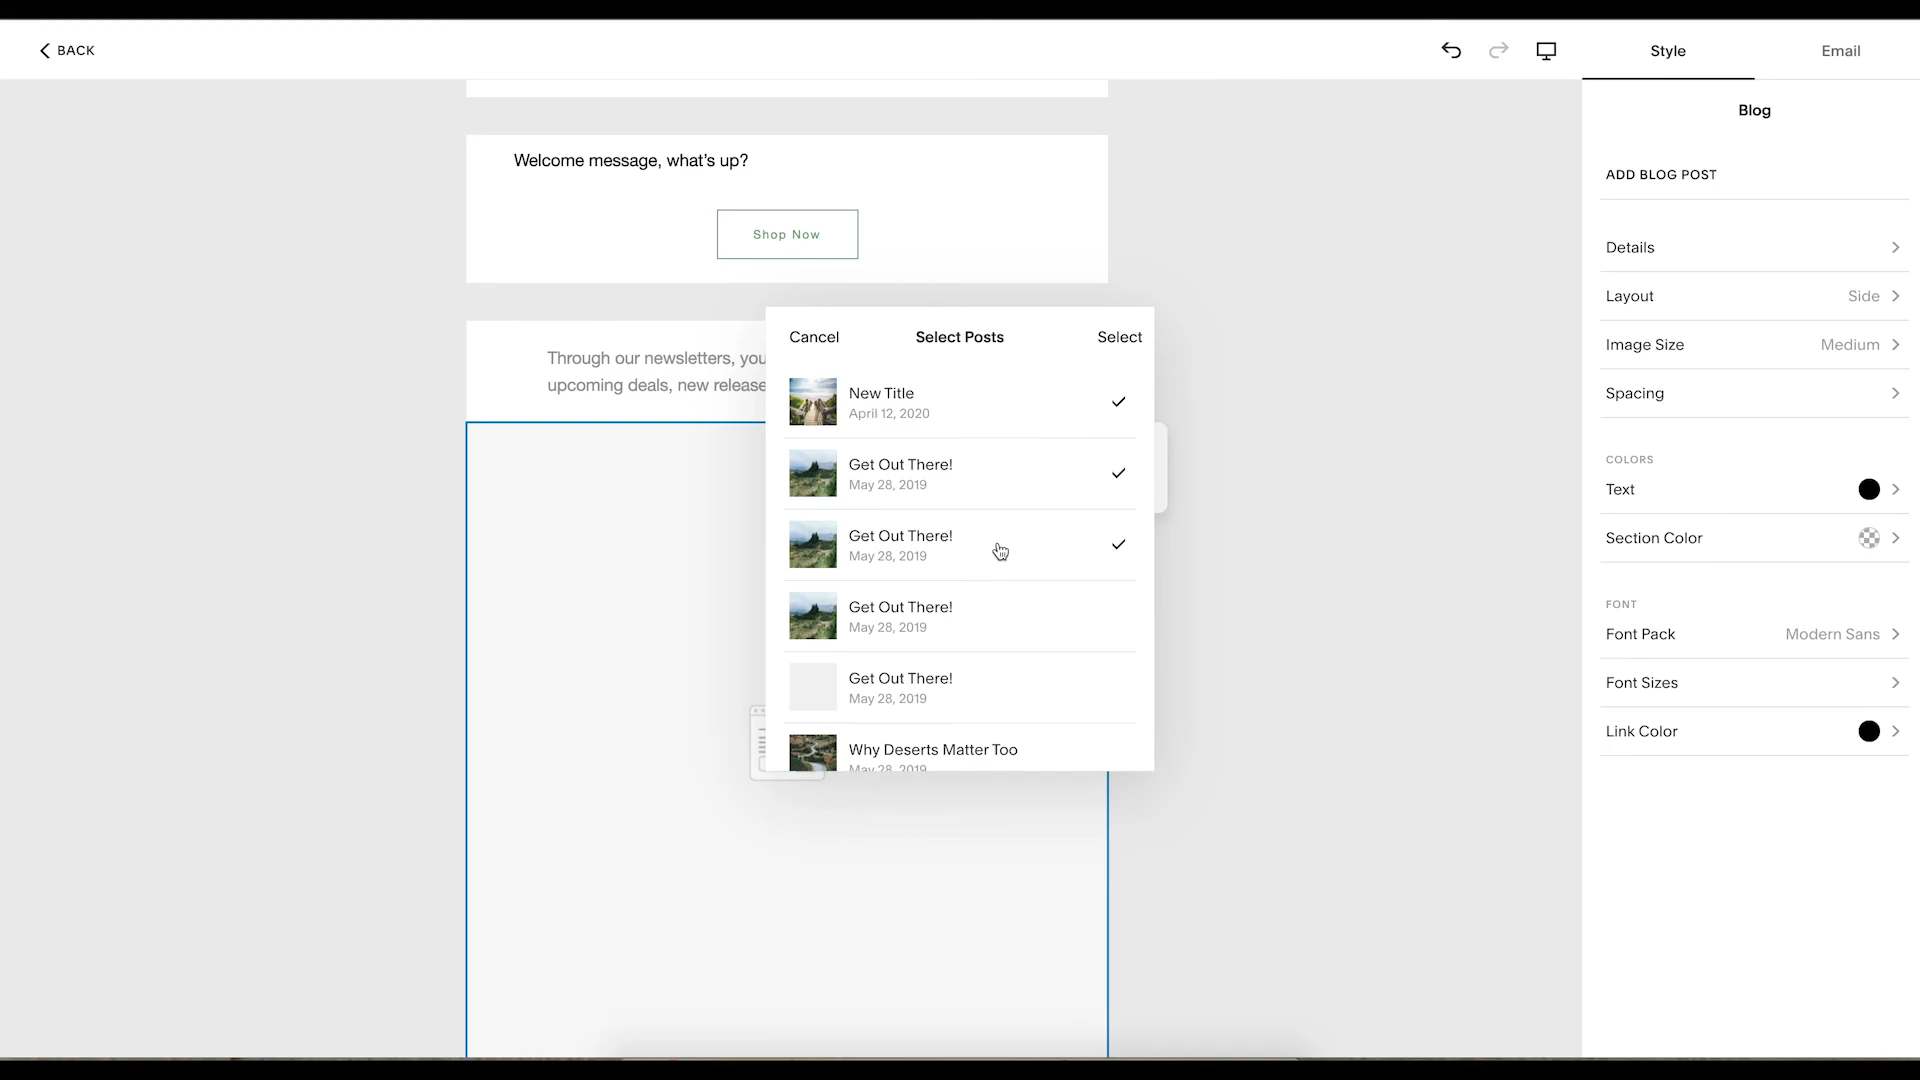 BACK
Style
Email
Welcome message, what's up?
Shop Now
Through our newsletters, you
upcoming deals, new release
Cancel
Select Posts
Select
New Title
April 12, 2020
Get Out There!
May 28, 2019
Get Out There!
May 28, 2019
Get Out There!
May 28, 2019
Get Out There!
May 28, 2019
Why Deserts Matter Too
May 28, 2019
Blog
ADD BLOG POST
Details
Layout Side
Image Size Medium
Spacing
COLORS
Text
Section Color
FONT
Font Pack Modern Sans
Font Sizes
Link Color